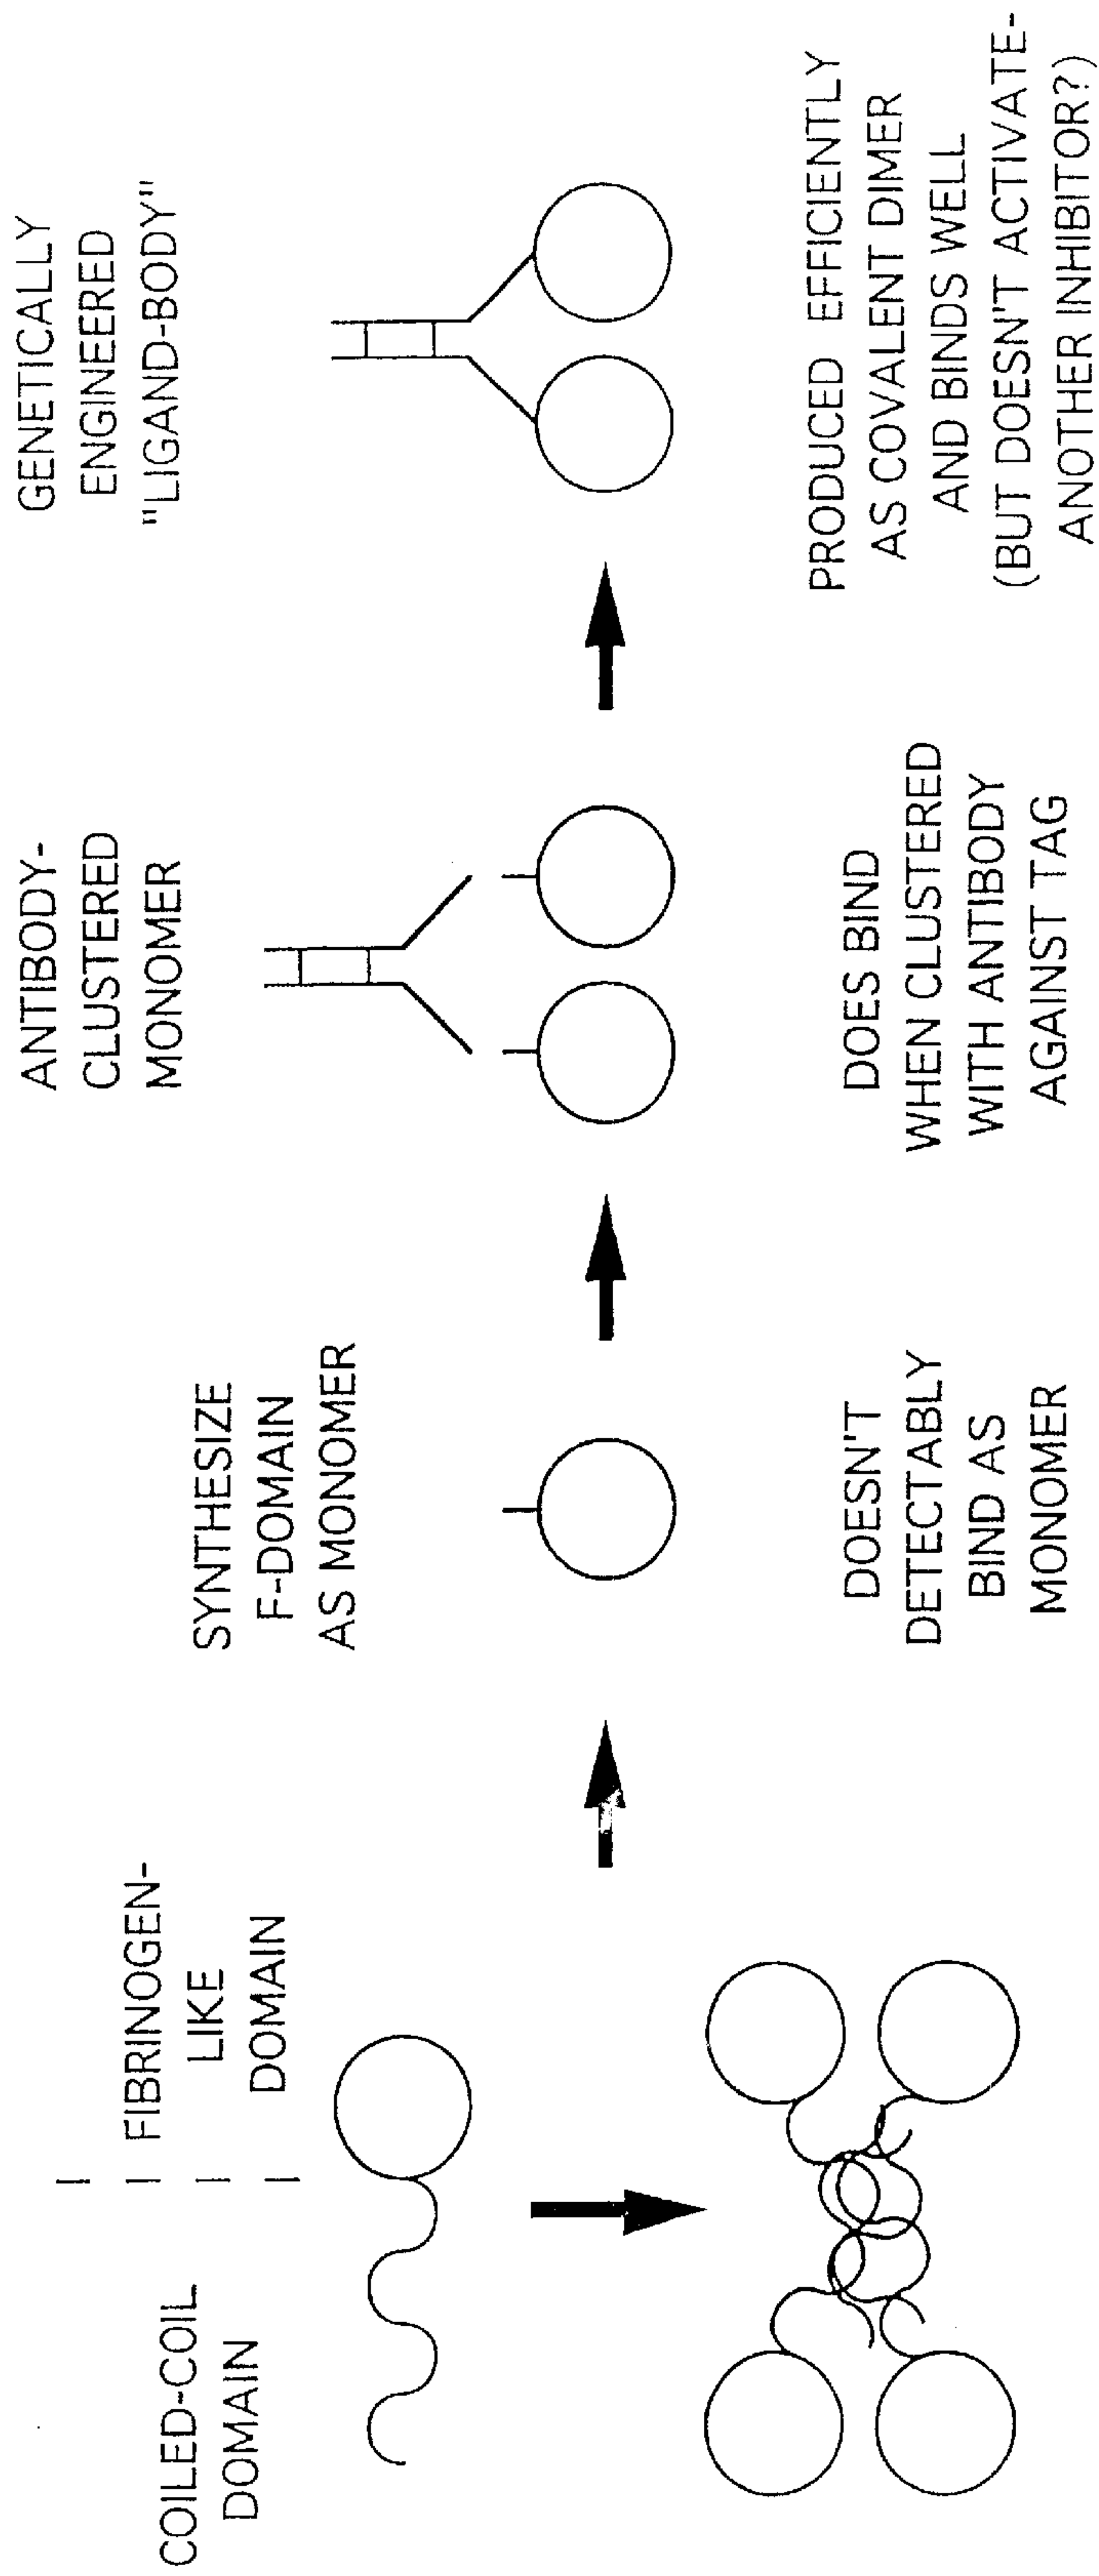 COILED-COIL
DOMAIN
FIBRINOGEN-
LIKE
DOMAIN
SYNTHESIZE
F-DOMAIN
AS MONOMER
DOESN'T
DETECTABLY
BIND AS
MONOMER
ANTIBODY-
CLUSTERED
MONOMER
DOES BIND
WHEN CLUSTERED
WITH ANTIBODY
AGAINST TAG
GENETICALLY
ENGINEERED
"LIGAND-BODY"
PRODUCED EFFICIENTLY
AS COVALENT DIMER
AND BINDS WELL
(BUT DOESN'T ACTIVATE-
ANOTHER INHIBITOR?)